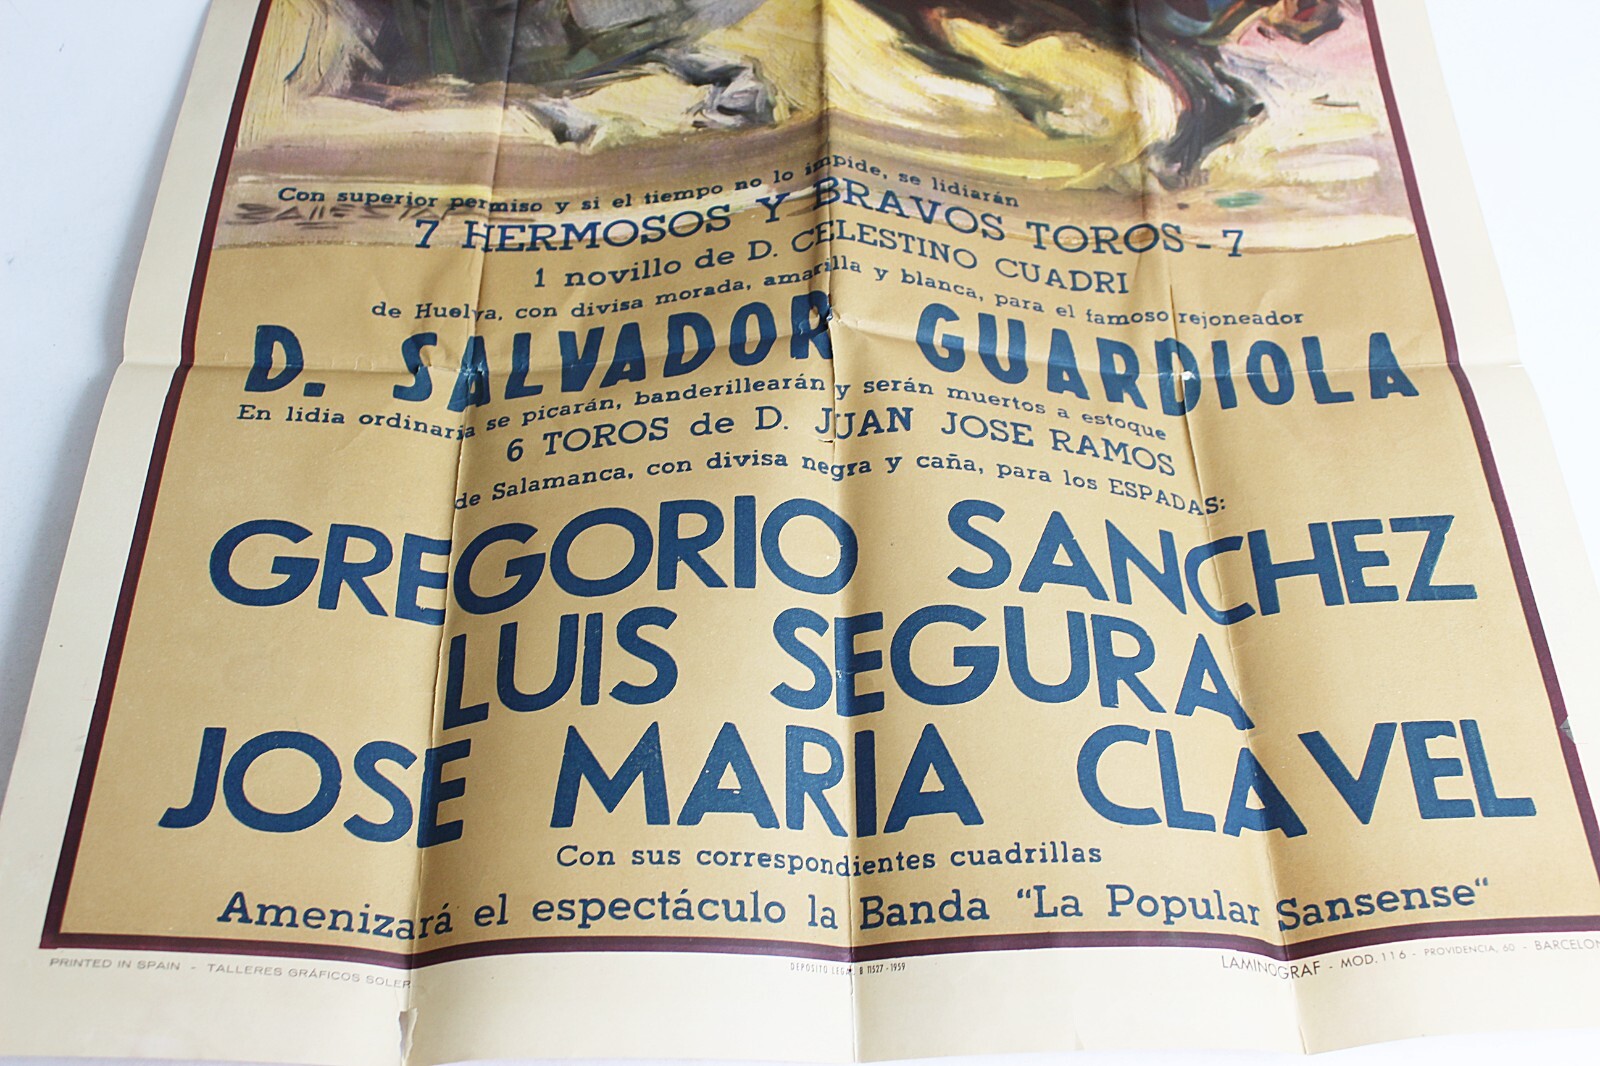 Con superior permiso y si el tiempo no lo impide, se lidiarán
7 HERMOSOS Y BRAVOS TOROS - 7
1 novillo de D. CELESTINO CUADRI
de Huelva, con divisa morada, amarilla y blanca, para el famoso rejoneador
D. SALVADOR GUARDIOLA
En lidia ordinaria se picarán, banderillearán y serán muertos a estoque
6 TOROS de D. JUAN JOSE RAMOS
de Salamanca, con divisa negra y caña, para los ESPADAS:
GREGORIO SANCHEZ
LUIS SEGURA
JOSE MARIA CLAVEL
Con sus correspondientes cuadrillas
Amenizará el espectáculo la Banda "La Popular Sansense"
PRINTED IN SPAIN - TALLERES GRÁFICOS SOLER
DEPOSITO LEGAL B 11527 - 1959
LAMINOGRAF - MOD. 116 - PROVIDENCIA, 60 - BARCELON